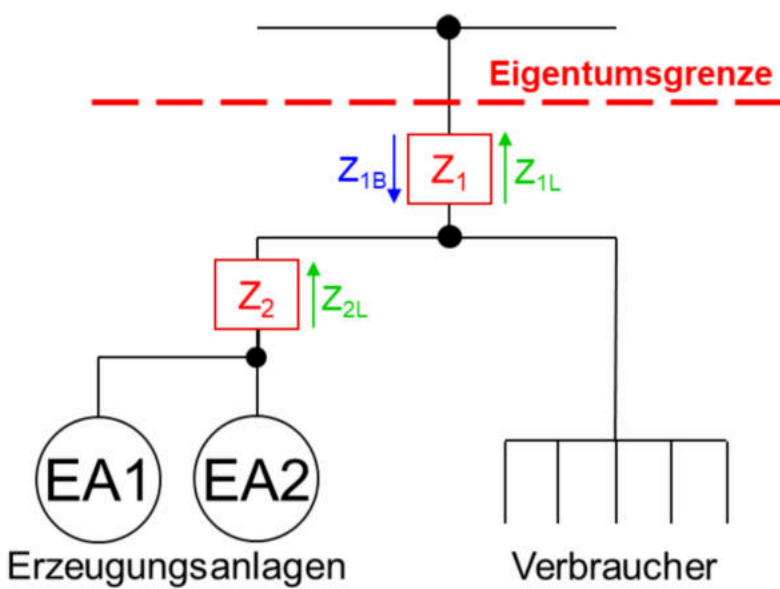 Eigentumsgrenze
Z1B
Z1
Z1L
Z2
Z2L
EA1
EA2
Erzeugungsanlagen
Verbraucher